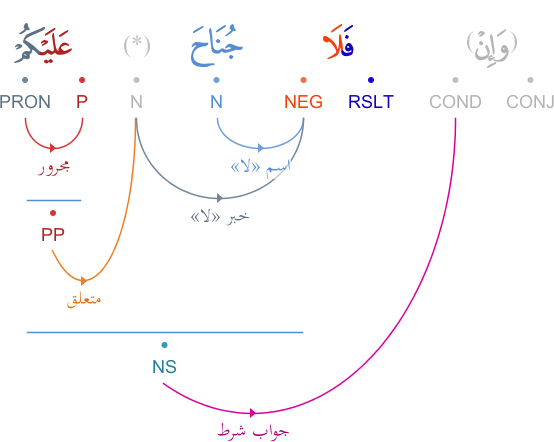 (وَإِنْ) فَلَا جُنَاحَ (*) عَلَيْكُمْ
CONJ COND RSLT NEG N N P PRON
مجرور
اسم «لا»
خبر «لا»
PP
متعلق
NS
جواب شرط